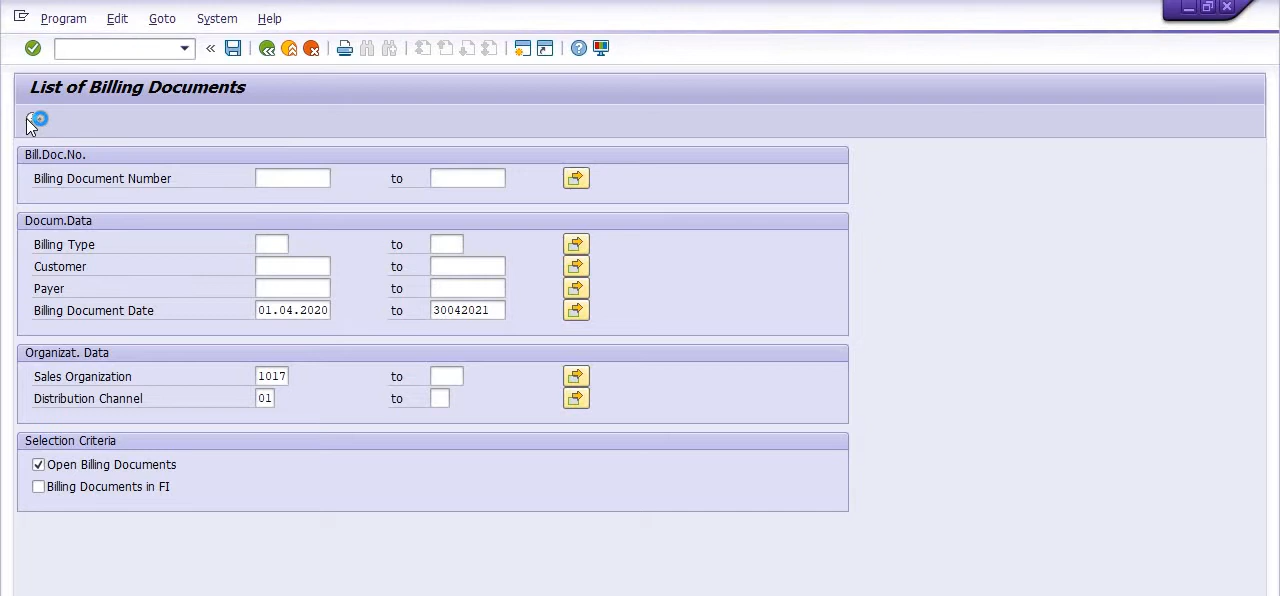 Program Edit Goto System Help
List of Billing Documents
Bill.Doc.No.
Billing Document Number to
Docum.Data
Billing Type to
Customer to
Payer to
Billing Document Date 01.04.2020 to 30042021
Organizat. Data
Sales Organization 1017 to
Distribution Channel 01 to
Selection Criteria
Open Billing Documents
Billing Documents in FI